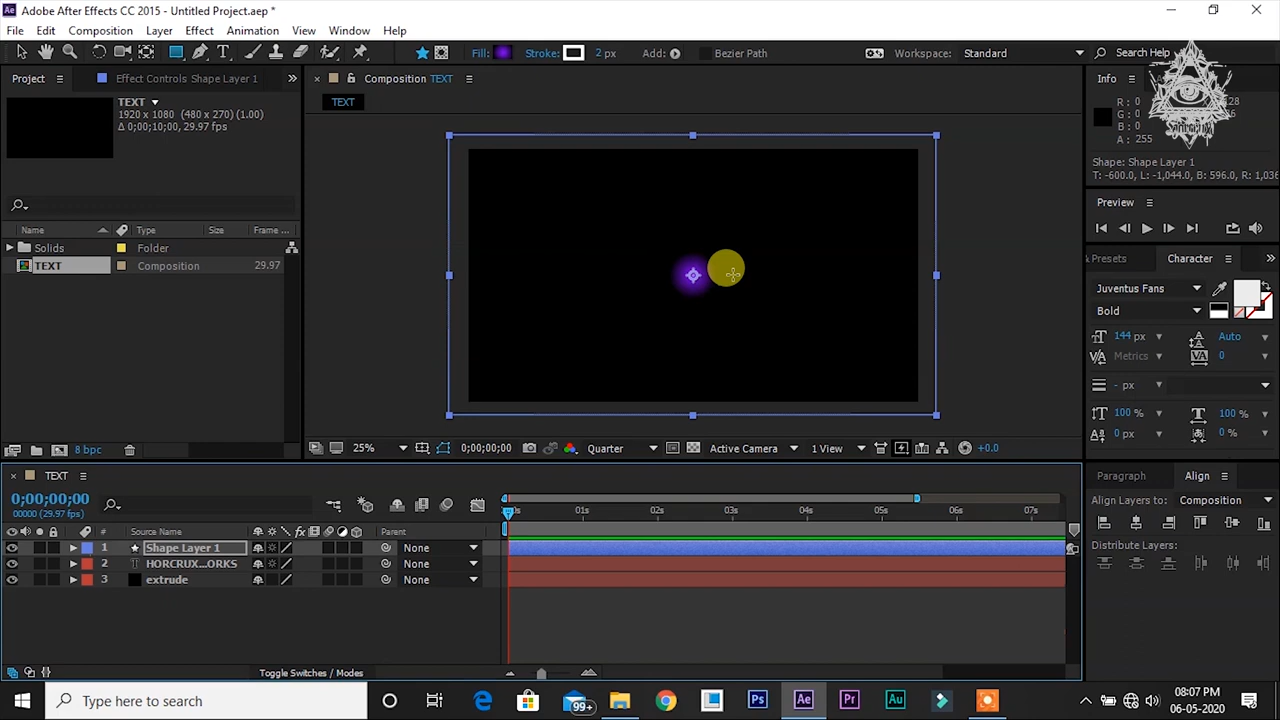 Adobe After Effects CC 2015 - Untitled Project.aep *
File Edit Composition Layer Effect Animation View Window Help
Fill: Stroke: 2 px Add: Bezier Path Workspace: Standard Search Help
Project Effect Controls Shape Layer 1 Composition TEXT Info
TEXT
1920 x 1080 (480 x 270) (1.00)
Δ 0;00;10;00, 29.97 fps
TEXT
R: 0
G: 0
B: 0
A: 255
Shape: Shape Layer 1
T: -600.0, L: -1,044.0, B: 596.0, R: 1,036
Preview
Name Type Size Frame ...
Solids Folder
TEXT Composition 29.97
Presets Character
Juventus Fans
Bold
144 px Auto
Metrics 0
- px
100 % 100 %
0 px 0 %
8 bpc
25% 0;00;00;00 Quarter Active Camera 1 View +0.0
TEXT
Paragraph Align
0;00;00;00
00000 (29.97 fps)
Align Layers to: Composition
01s 02s 03s 04s 05s 06s 07s
# Source Name Parent
1 Shape Layer 1 None
2 HORCRUX...ORKS None
3 extrude None
Distribute Layers:
Toggle Switches / Modes
Type here to search
99+
Ps Ae Pr Au
08:07 PM
06-05-2020